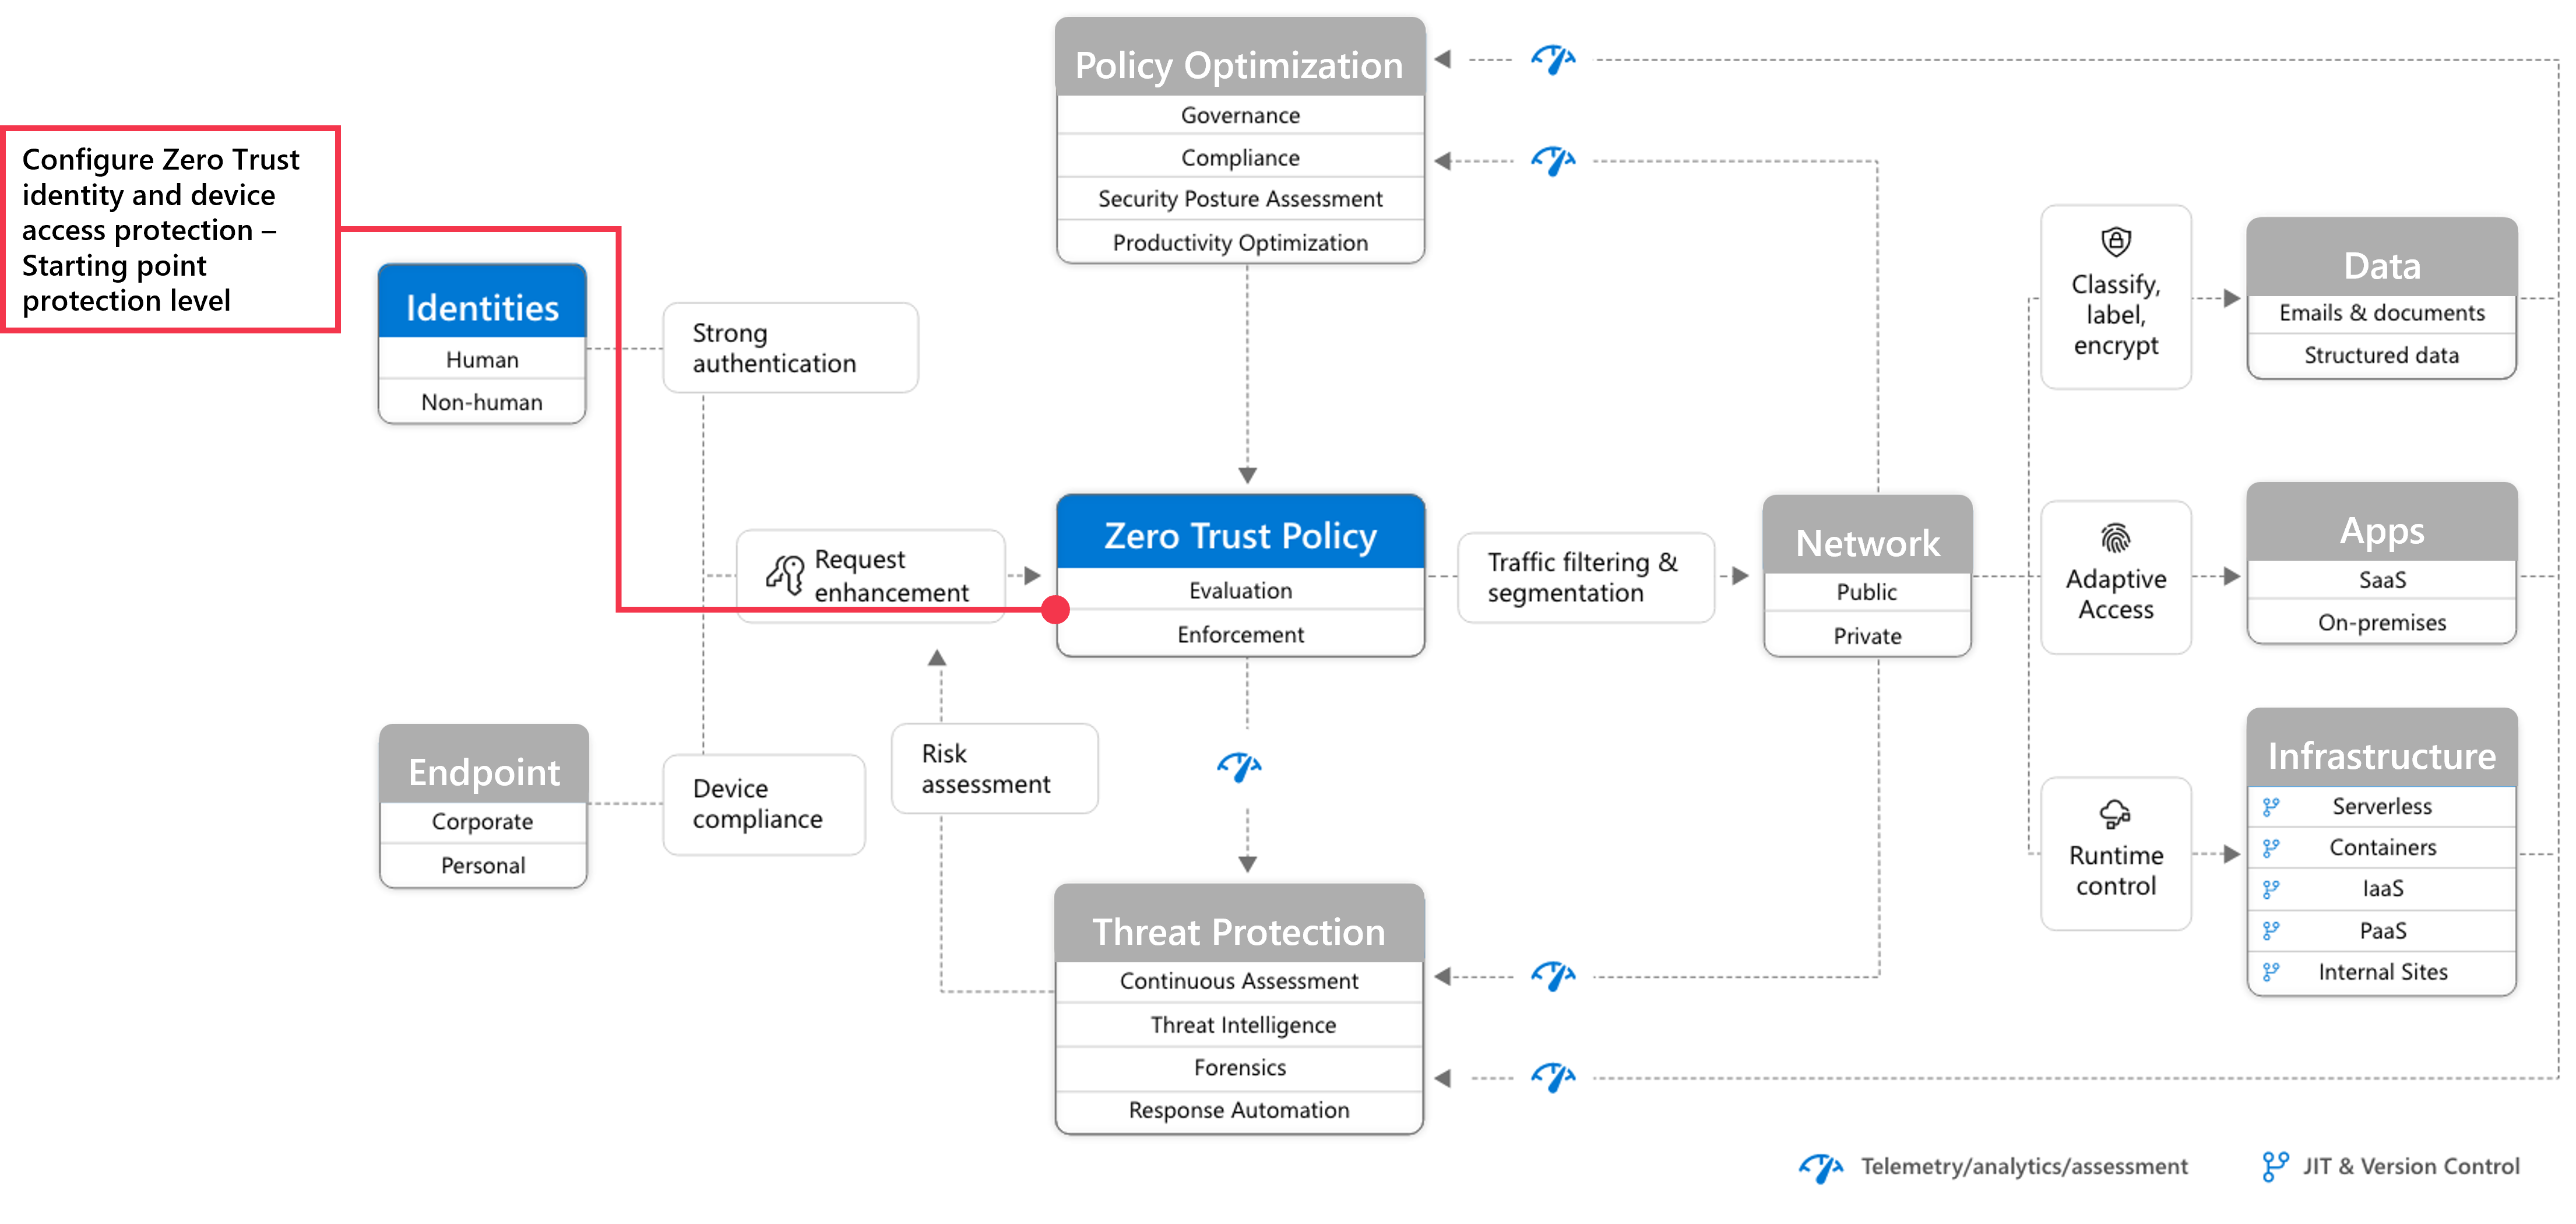 Policy Optimization
Governance
Compliance
Security Posture Assessment
Productivity Optimization
Configure Zero Trust
identity and device
access protection –
Starting point
protection level
Identities
Human
Non-human
Strong
authentication
Request
enhancement
Zero Trust Policy
Evaluation
Enforcement
Traffic filtering &
segmentation
Network
Public
Private
Classify,
label,
encrypt
Data
Emails & documents
Structured data
Adaptive
Access
Apps
SaaS
On-premises
Endpoint
Corporate
Personal
Device
compliance
Risk
assessment
Threat Protection
Continuous Assessment
Threat Intelligence
Forensics
Response Automation
Runtime
control
Infrastructure
Serverless
Containers
IaaS
PaaS
Internal Sites
Telemetry/analytics/assessment
JIT & Version Control